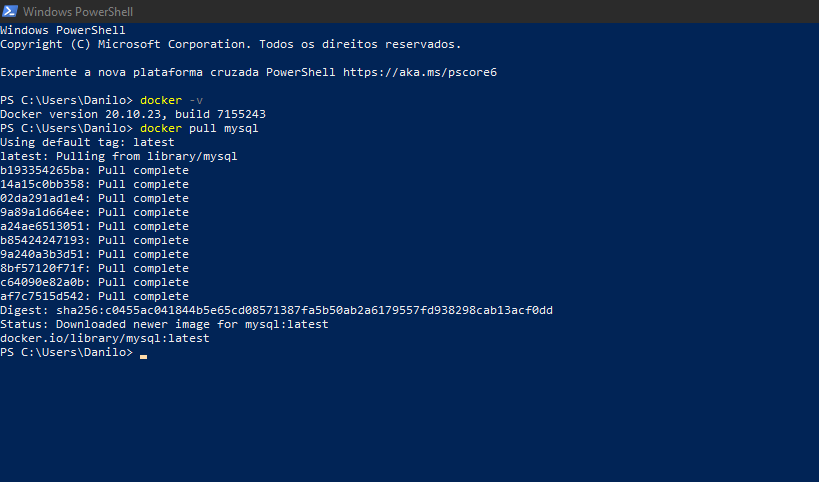 Windows PowerShell
Windows PowerShell
Copyright (C) Microsoft Corporation. Todos os direitos reservados.
Experimente a nova plataforma cruzada PowerShell https://aka.ms/pscore6
PS C:\Users\Danilo> docker -v
Docker version 20.10.23, build 7155243
PS C:\Users\Danilo> docker pull mysql
Using default tag: latest
latest: Pulling from library/mysql
b193354265ba: Pull complete
14a15c0bb358: Pull complete
02da291ad1e4: Pull complete
9a89a1d664ee: Pull complete
a24ae6513051: Pull complete
b85424247193: Pull complete
9a240a3b3d51: Pull complete
8bf57120f71f: Pull complete
c64090e82a0b: Pull complete
af7c7515d542: Pull complete
Digest: sha256:c0455ac041844b5e65cd08571387fa5b50ab2a6179557fd938298cab13acf0dd
Status: Downloaded newer image for mysql:latest
docker.io/library/mysql:latest
PS C:\Users\Danilo>